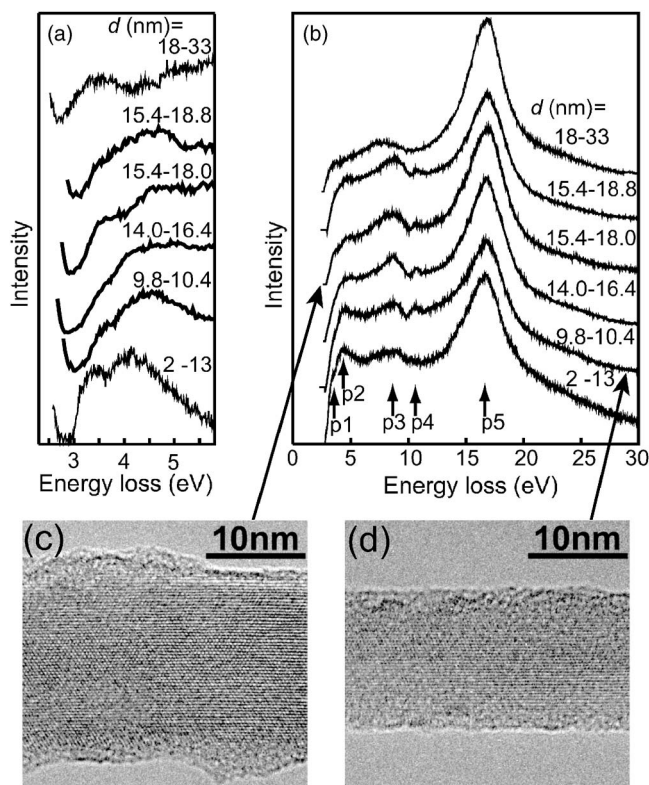 (a)
d (nm)=
18-33
15.4-18.8
15.4-18.0
14.0-16.4
9.8-10.4
2 -13
Intensity
3 4 5
Energy loss (eV)
(b)
d (nm)=
18-33
15.4-18.8
15.4-18.0
14.0-16.4
9.8-10.4
2 -13
p2
p1 p3 p4 p5
Intensity
0 5 10 15 20 25 30
Energy loss (eV)
(c) 10nm
(d) 10nm